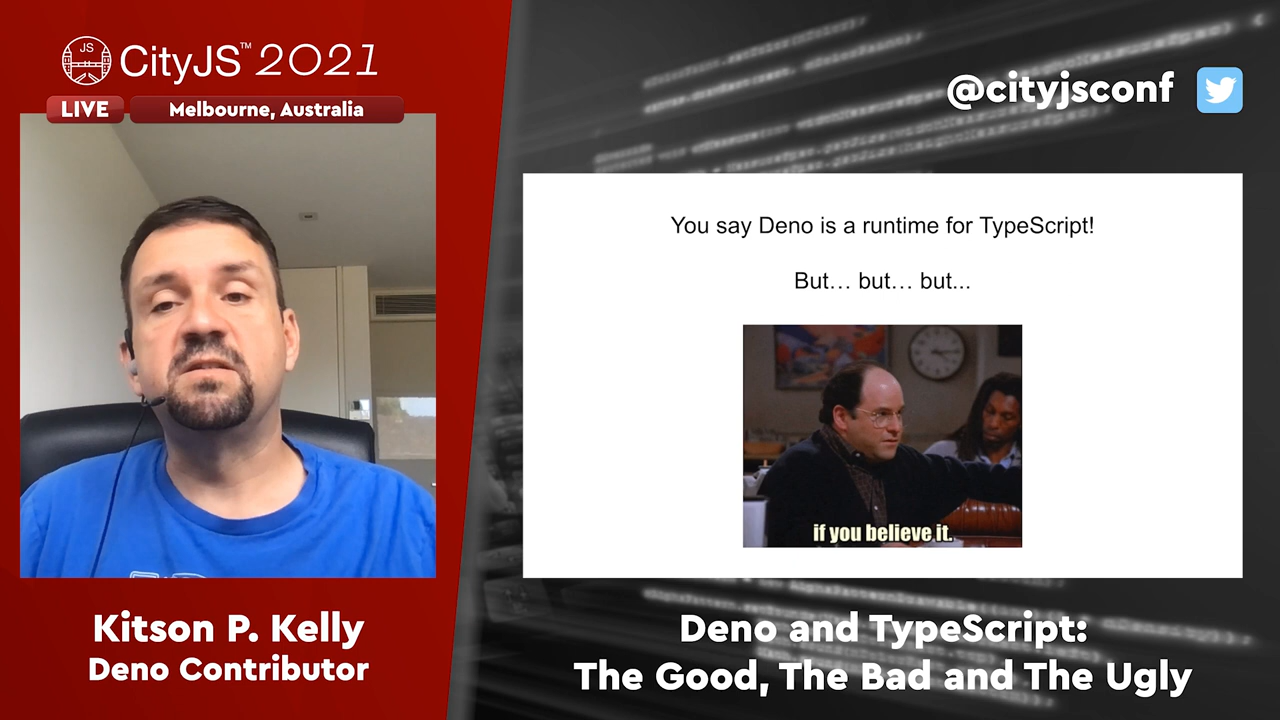 JS
CityJS™ 2021
LIVE
Melbourne, Australia
@cityjsconf
You say Deno is a runtime for TypeScript!
But… but… but...
if you believe it.
Kitson P. Kelly
Deno Contributor
Deno and TypeScript:
The Good, The Bad and The Ugly